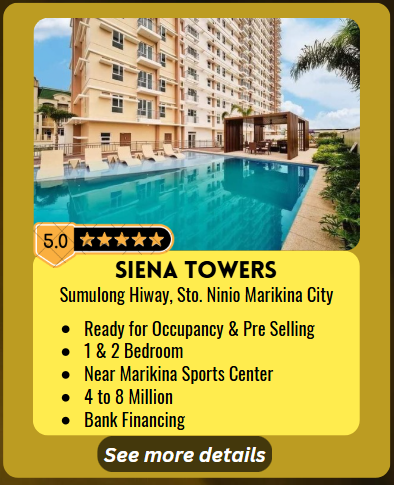 5.0
SIENA TOWERS
Sumulong Hiway, Sto. Ninio Marikina City
● Ready for Occupancy & Pre Selling
● 1 & 2 Bedroom
● Near Marikina Sports Center
● 4 to 8 Million
● Bank Financing
See more details